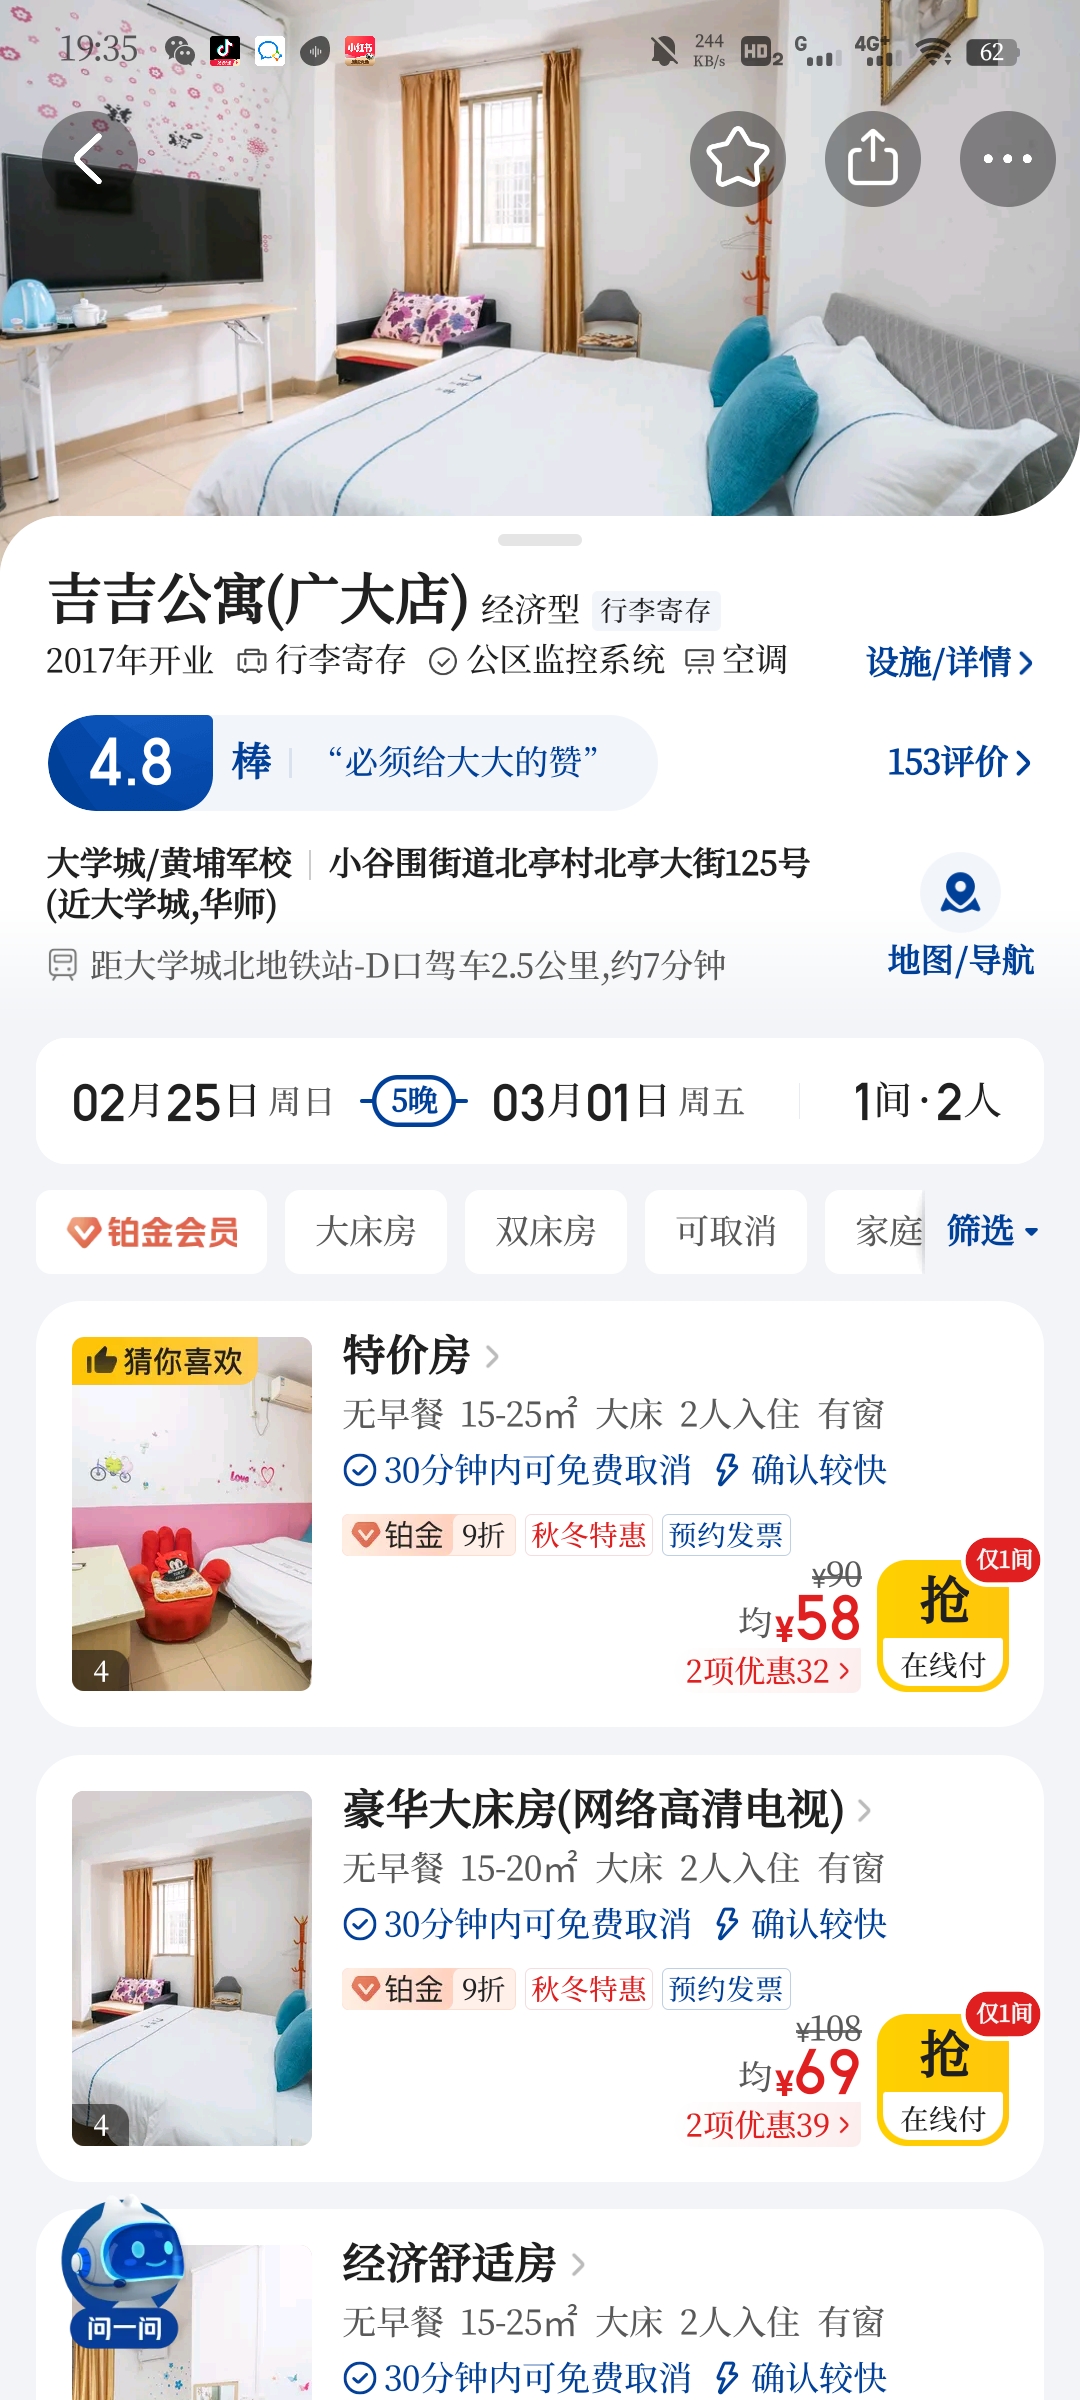 19:35
244
KB/s
HD 2
G
4G+
62
吉吉公寓(广大店) 经济型 行李寄存
2017年开业 行李寄存 公区监控系统 空调 设施/详情
4.8 棒 “必须给大大的赞” 153评价
大学城/黄埔军校 | 小谷围街道北亭村北亭大街125号
(近大学城,华师)
距大学城北地铁站-D口驾车2.5公里,约7分钟
地图/导航
02月25日 周日 5晚 03月01日 周五 1间·2人
铂金会员 大床房 双床房 可取消 家庭 筛选
猜你喜欢
4
特价房
无早餐 15-25㎡ 大床 2人入住 有窗
30分钟内可免费取消 确认较快
铂金 9折 秋冬特惠 预约发票
¥90
均¥58
2项优惠32
仅1间
抢
在线付
4
豪华大床房(网络高清电视)
无早餐 15-20㎡ 大床 2人入住 有窗
30分钟内可免费取消 确认较快
铂金 9折 秋冬特惠 预约发票
¥108
均¥69
2项优惠39
仅1间
抢
在线付
问一问
经济舒适房
无早餐 15-25㎡ 大床 2人入住 有窗
30分钟内可免费取消 确认较快